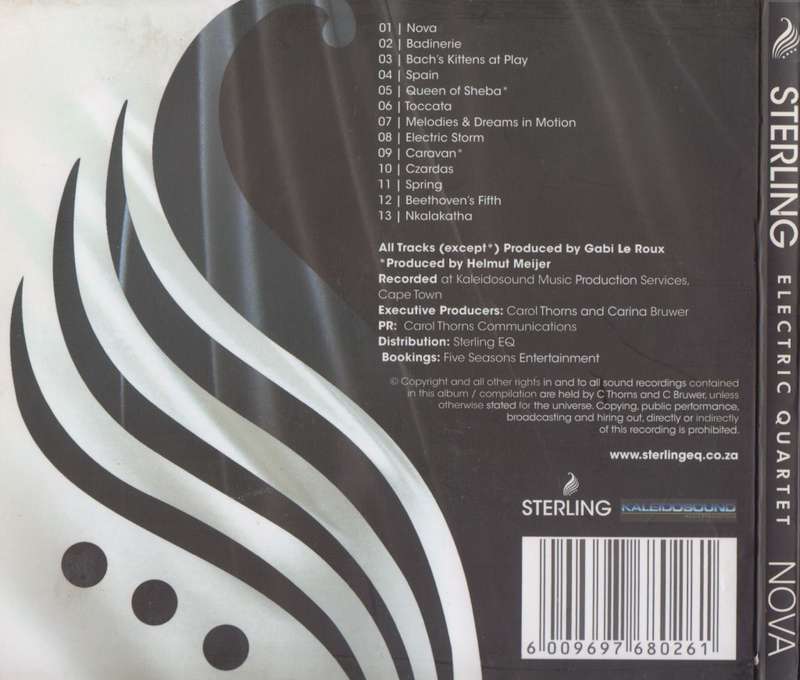 01 | Nova
02 | Badinerie
03 | Bach's Kittens at Play
04 | Spain
05 | Queen of Sheba*
06 | Toccata
07 | Melodies & Dreams in Motion
08 | Electric Storm
09 | Caravan*
10 | Czardas
11 | Spring
12 | Beethoven's Fifth
13 | Nkalakatha
All Tracks (except*) Produced by Gabi Le Roux
*Produced by Helmut Meijer
Recorded at Kaleidosound Music Production Services,
Cape Town
Executive Producers: Carol Thorns and Carina Bruwer
PR: Carol Thorns Communications
Distribution: Sterling EQ
Bookings: Five Seasons Entertainment
© Copyright and all other rights in and to all sound recordings contained
in this album / compilation are held by C Thorns and C Bruwer, unless
otherwise stated for the universe. Copying, public performance,
broadcasting and hiring out, directly or indirectly
of this recording is prohibited.
www.sterlingeq.co.za
STERLING
KALEIDOSOUND
6 009697 680261
STERLING ELECTRIC QUARTET NOVA